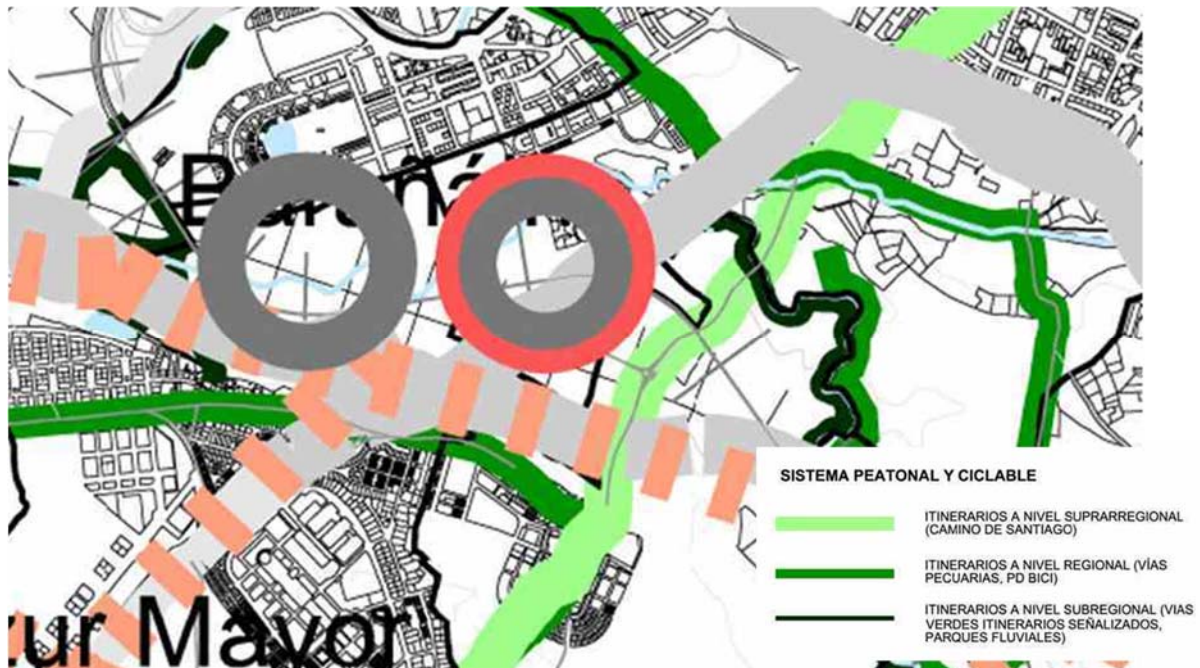 SISTEMA PEATONAL Y CICLABLE
ITINERARIOS A NIVEL SUPRARREGIONAL
(CAMINO DE SANTIAGO)
ITINERARIOS A NIVEL REGIONAL (VÍAS
PECUARIAS, PD BICI)
ITINERARIOS A NIVEL SUBREGIONAL (VIAS
VERDES ITINERARIOS SEÑALIZADOS,
PARQUES FLUVIALES)
zur Mayor